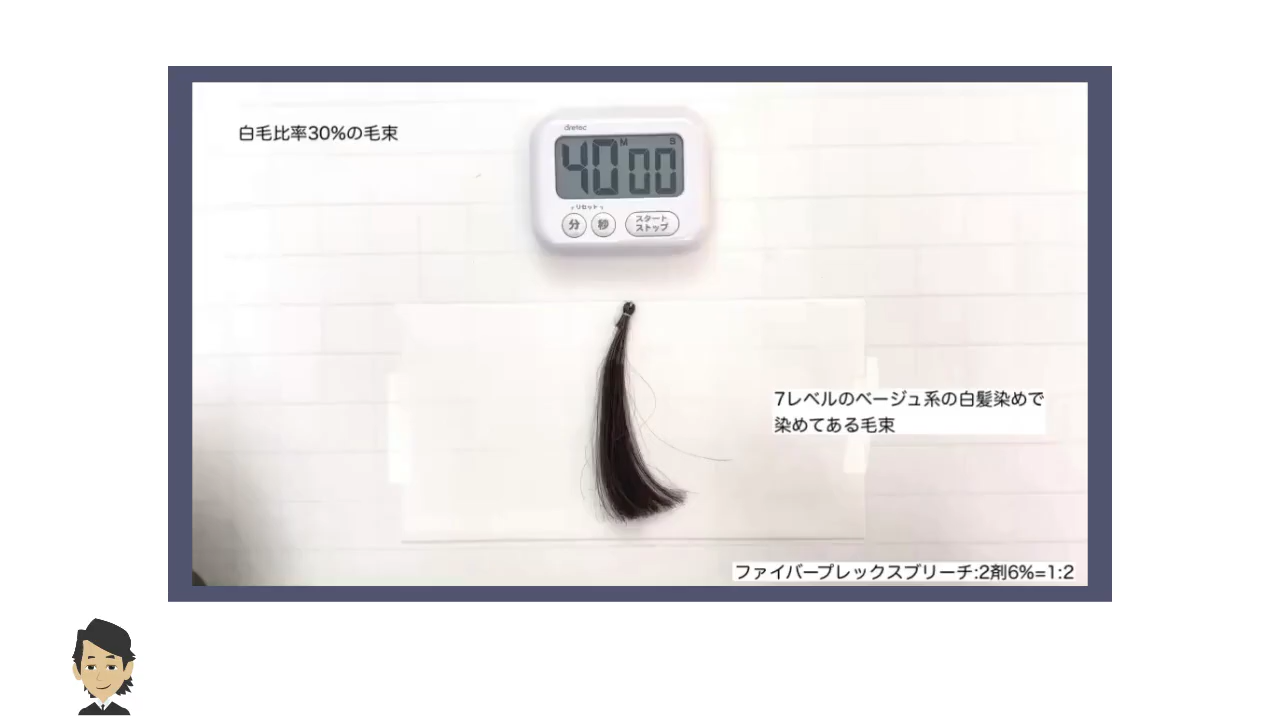 白毛比率30%の毛束
dretec
40 M 00 S
リセット
分 秒 スタート
ストップ
7レベルのベージュ系の白髪染めで
染めてある毛束
ファイバープレックスブリーチ:2剤6%=1:2